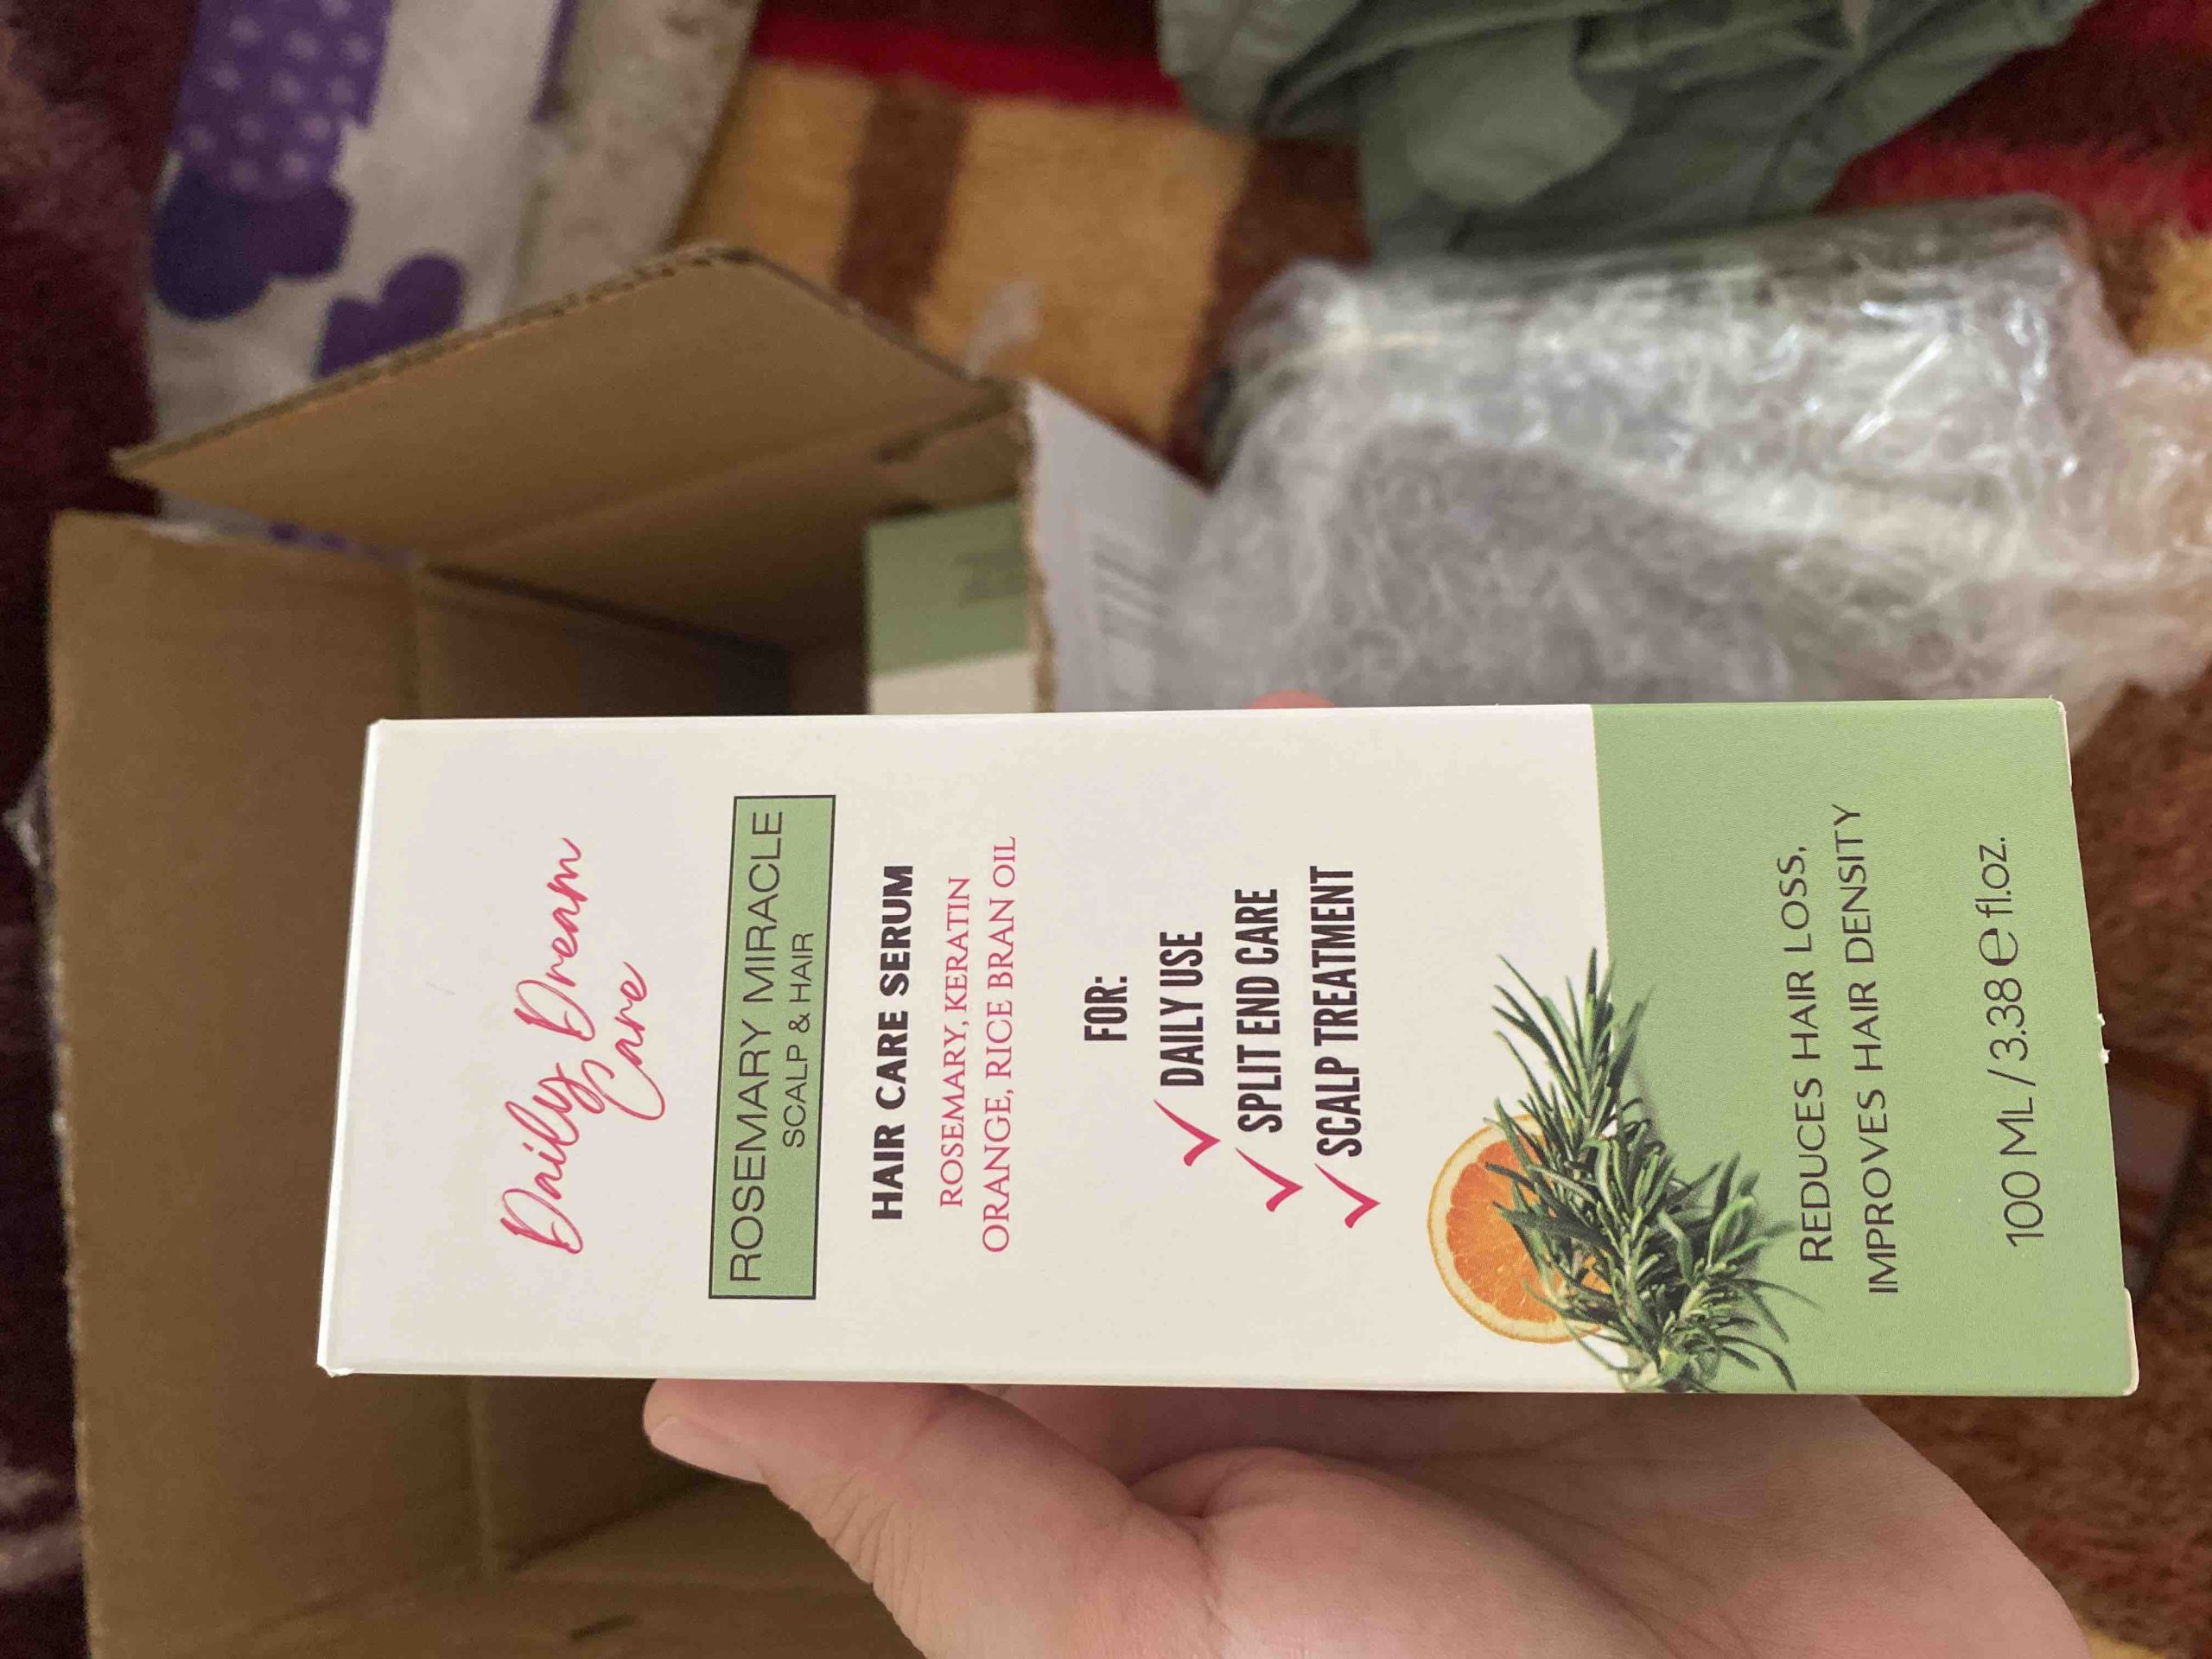 Daily Dream
Care
ROSEMARY MIRACLE
SCALP & HAIR
HAIR CARE SERUM
ROSEMARY, KERATIN
ORANGE, RICE BRAN OIL
FOR:
✓ DAILY USE
✓ SPLIT END CARE
✓ SCALP TREATMENT
REDUCES HAIR LOSS,
IMPROVES HAIR DENSITY
100 ML / 3.38 ℮ fl.oz.